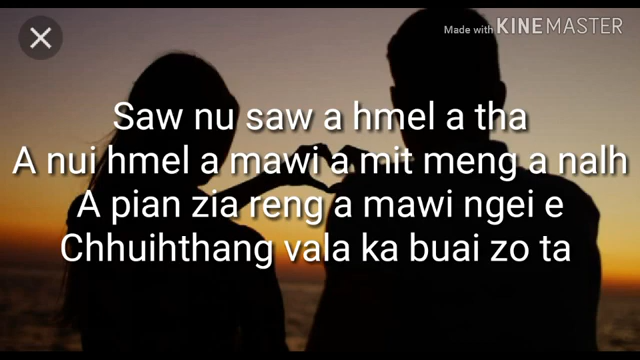 Made with KINEMASTER
Saw nu saw a hmel a tha
A nui hmel a mawi a mit meng a nalh
A pian zia reng a mawi ngei e
Chhuihthang vala ka buai zo ta